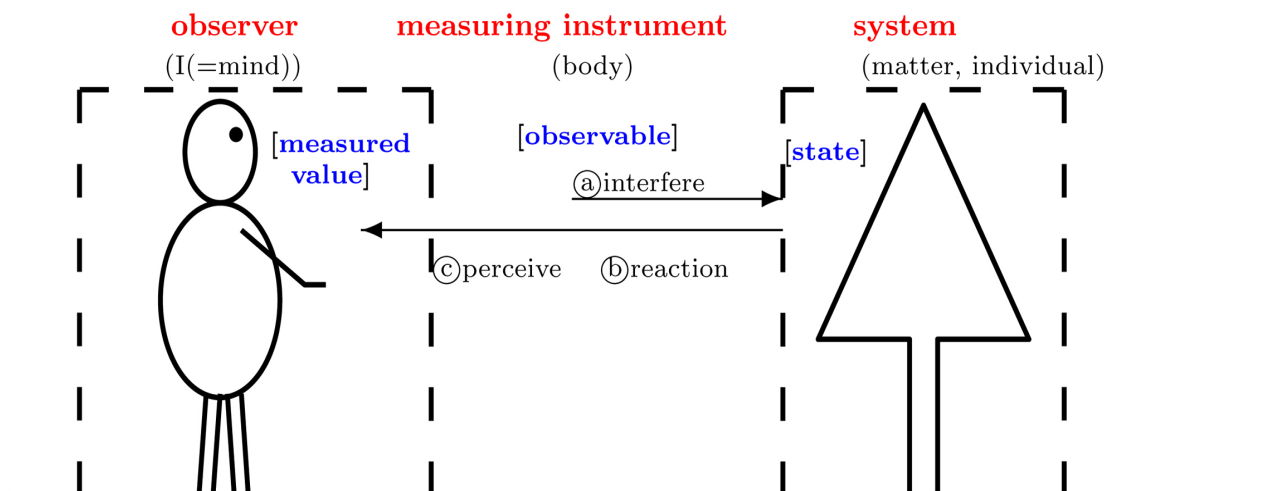 observer measuring instrument system
(I(=mind)) (body) (matter, individual)
[measured
value]
[observable]
[state]
ⓐinterfere
ⓒperceive ⓑreaction